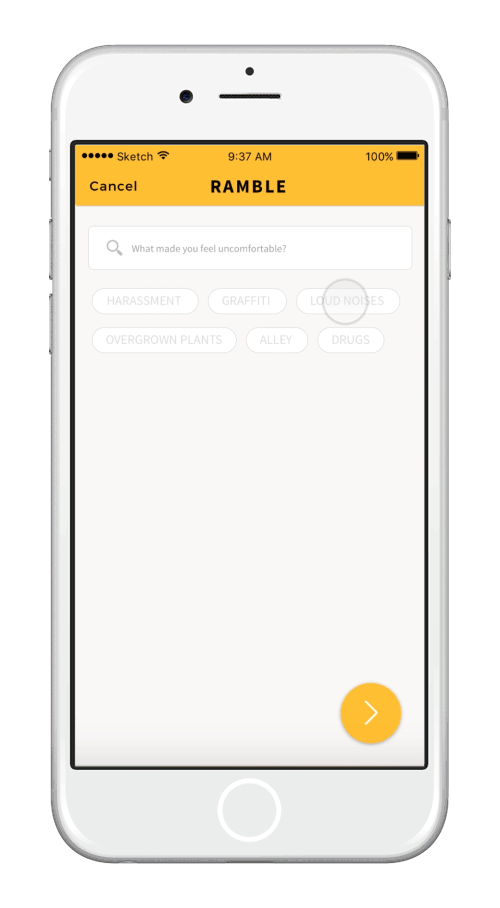 Sketch 9:37 AM 100%
Cancel RAMBLE
What made you feel uncomfortable?
HARASSMENT GRAFFITI LOUD NOISES
OVERGROWN PLANTS ALLEY DRUGS